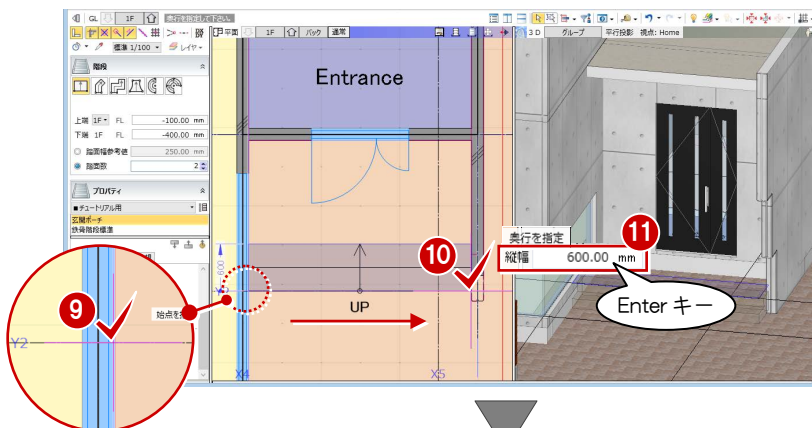 GL 1F 奥行を指定して下さい。
標準 1/100 レイヤー
平面 1F バック 通常
3D グループ 平行投影 視点: Home
階段
上端 1F FL -100.00 mm
下端 1F FL -400.00 mm
踏面幅参考値 250.00 mm
踏面数 2
プロパティ
■チュートリアル用
玄関ポーチ
鉄骨階段標準
Entrance
UP
600
X4
X5
始点を
Y2
9
10
11
奥行を指定
縦幅 600.00 mm
Enter キー